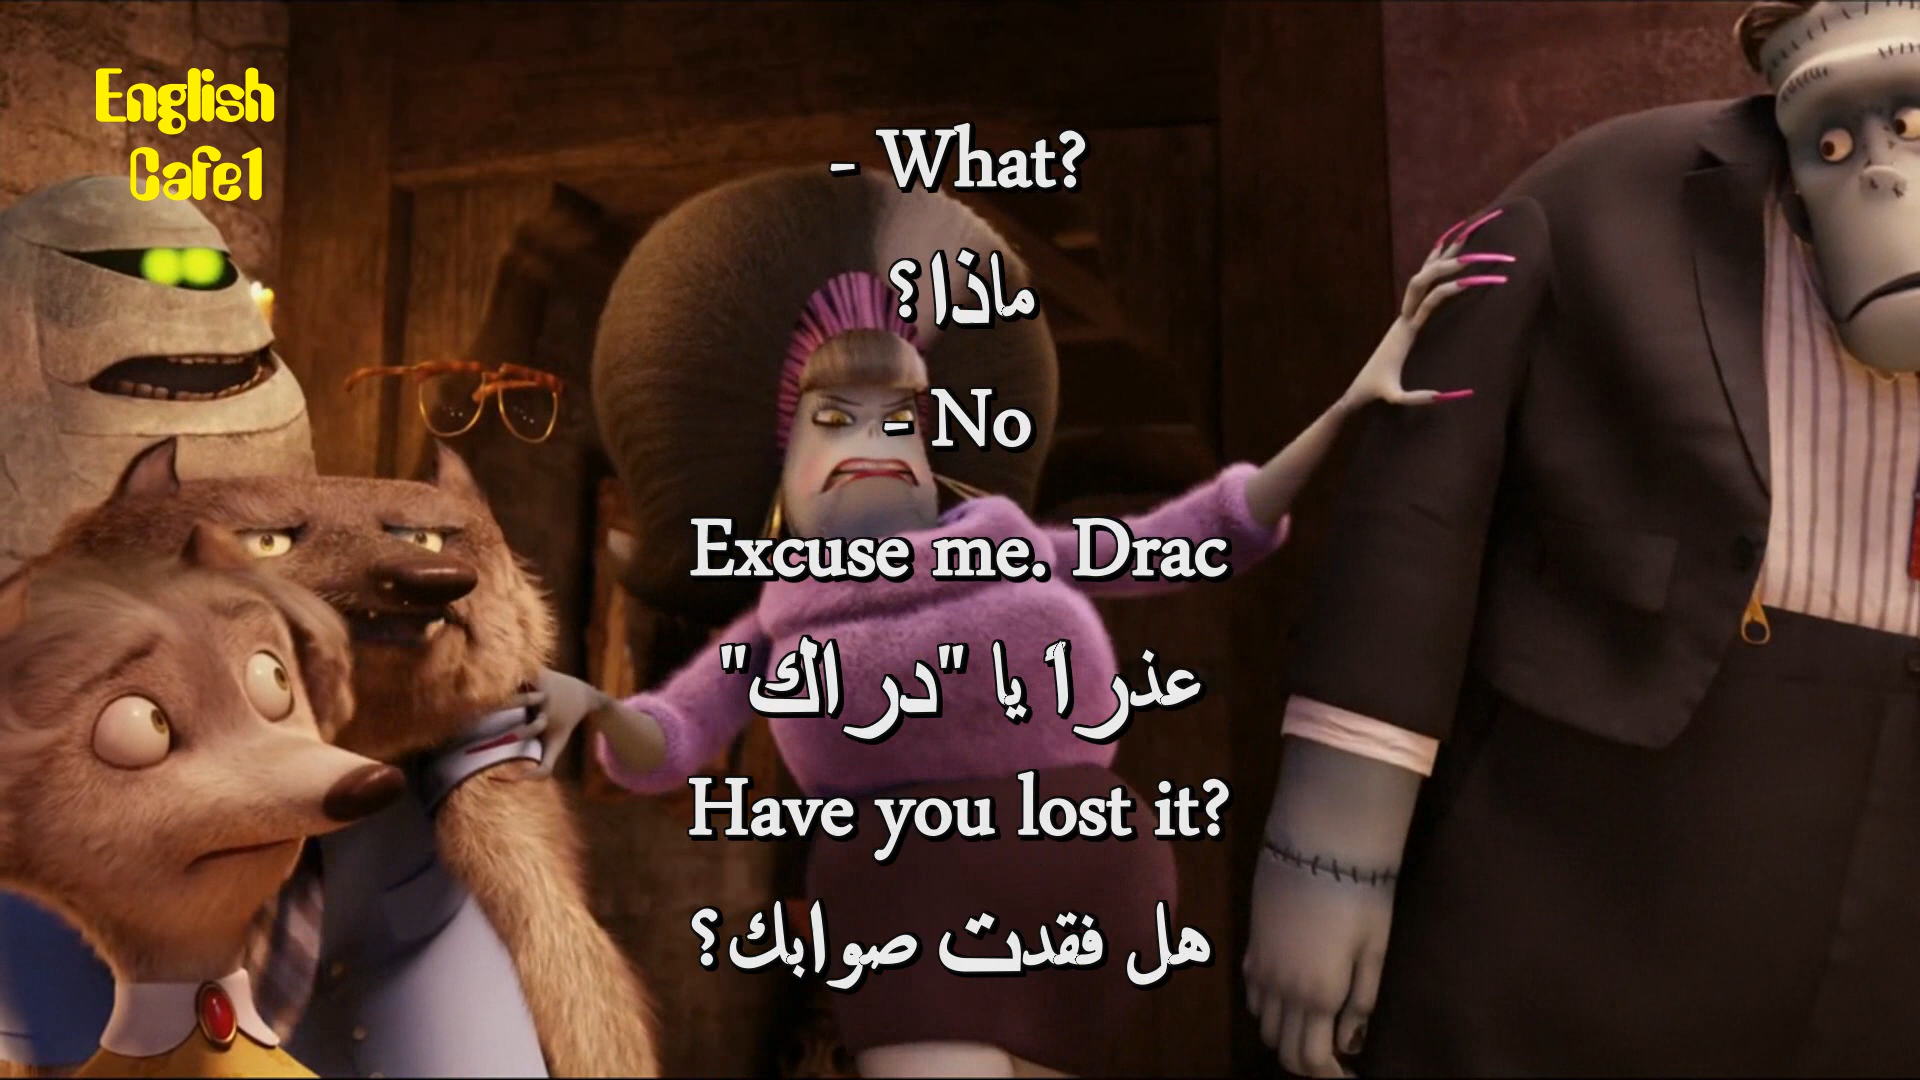 English
Cafe1
- What?
ماذا؟
- No
Excuse me. Drac
عذراً يا "دراك"
Have you lost it?
هل فقدت صوابك؟